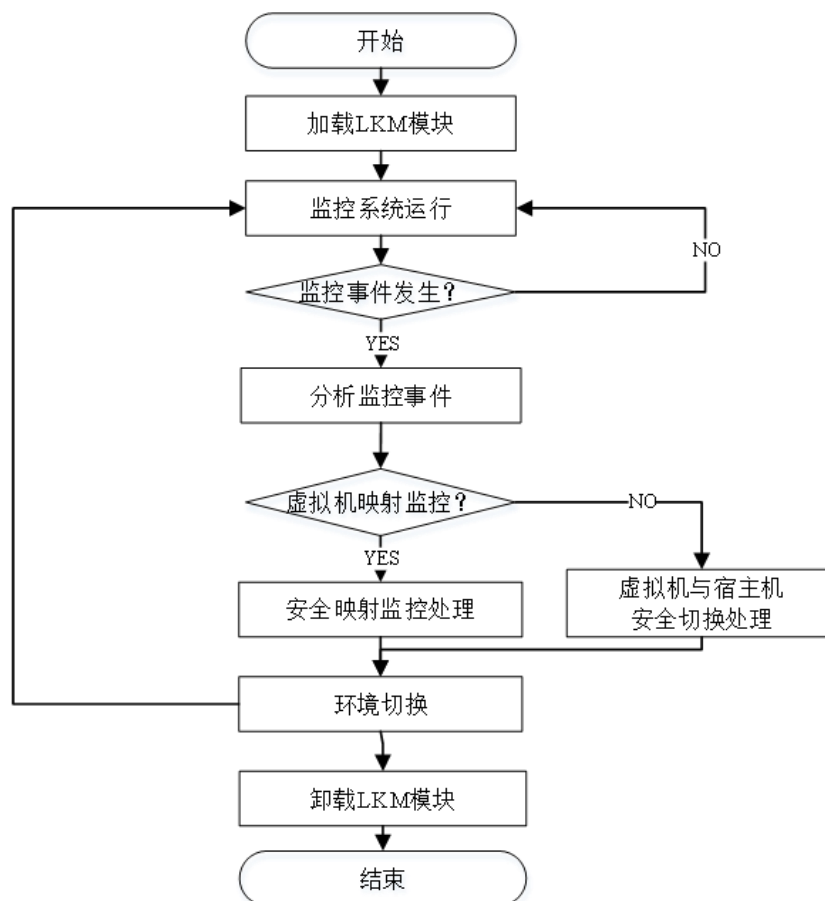 开始
加载LKM模块
监控系统运行
NO
监控事件发生？
YES
分析监控事件
虚拟机映射监控？
NO
YES
安全映射监控处理
虚拟机与宿主机
安全切换处理
环境切换
卸载LKM模块
结束